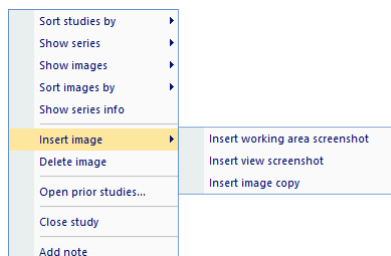 Sort studies by
Show series
Show images
Sort images by
Show series info
Insert image
Delete image
Open prior studies...
Close study
Add note
Insert working area screenshot
Insert view screenshot
Insert image copy